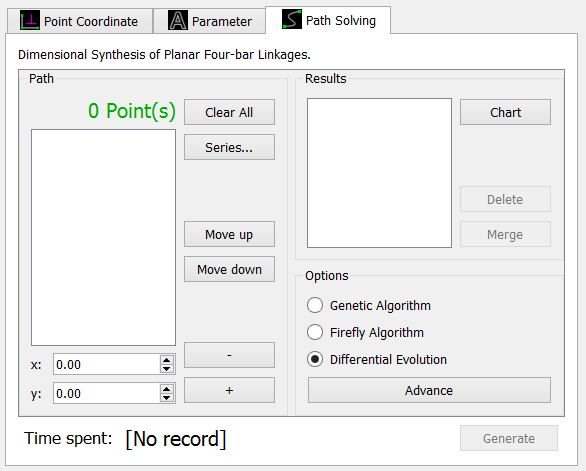 Point Coordinate
Parameter
Path Solving
Dimensional Synthesis of Planar Four-bar Linkages.
Path
0 Point(s)
Clear All
Series...
Move up
Move down
-
x: 0.00
y: 0.00
+
Results
Chart
Delete
Merge
Options
Genetic Algorithm
Firefly Algorithm
Differential Evolution
Advance
Time spent: [No record]
Generate